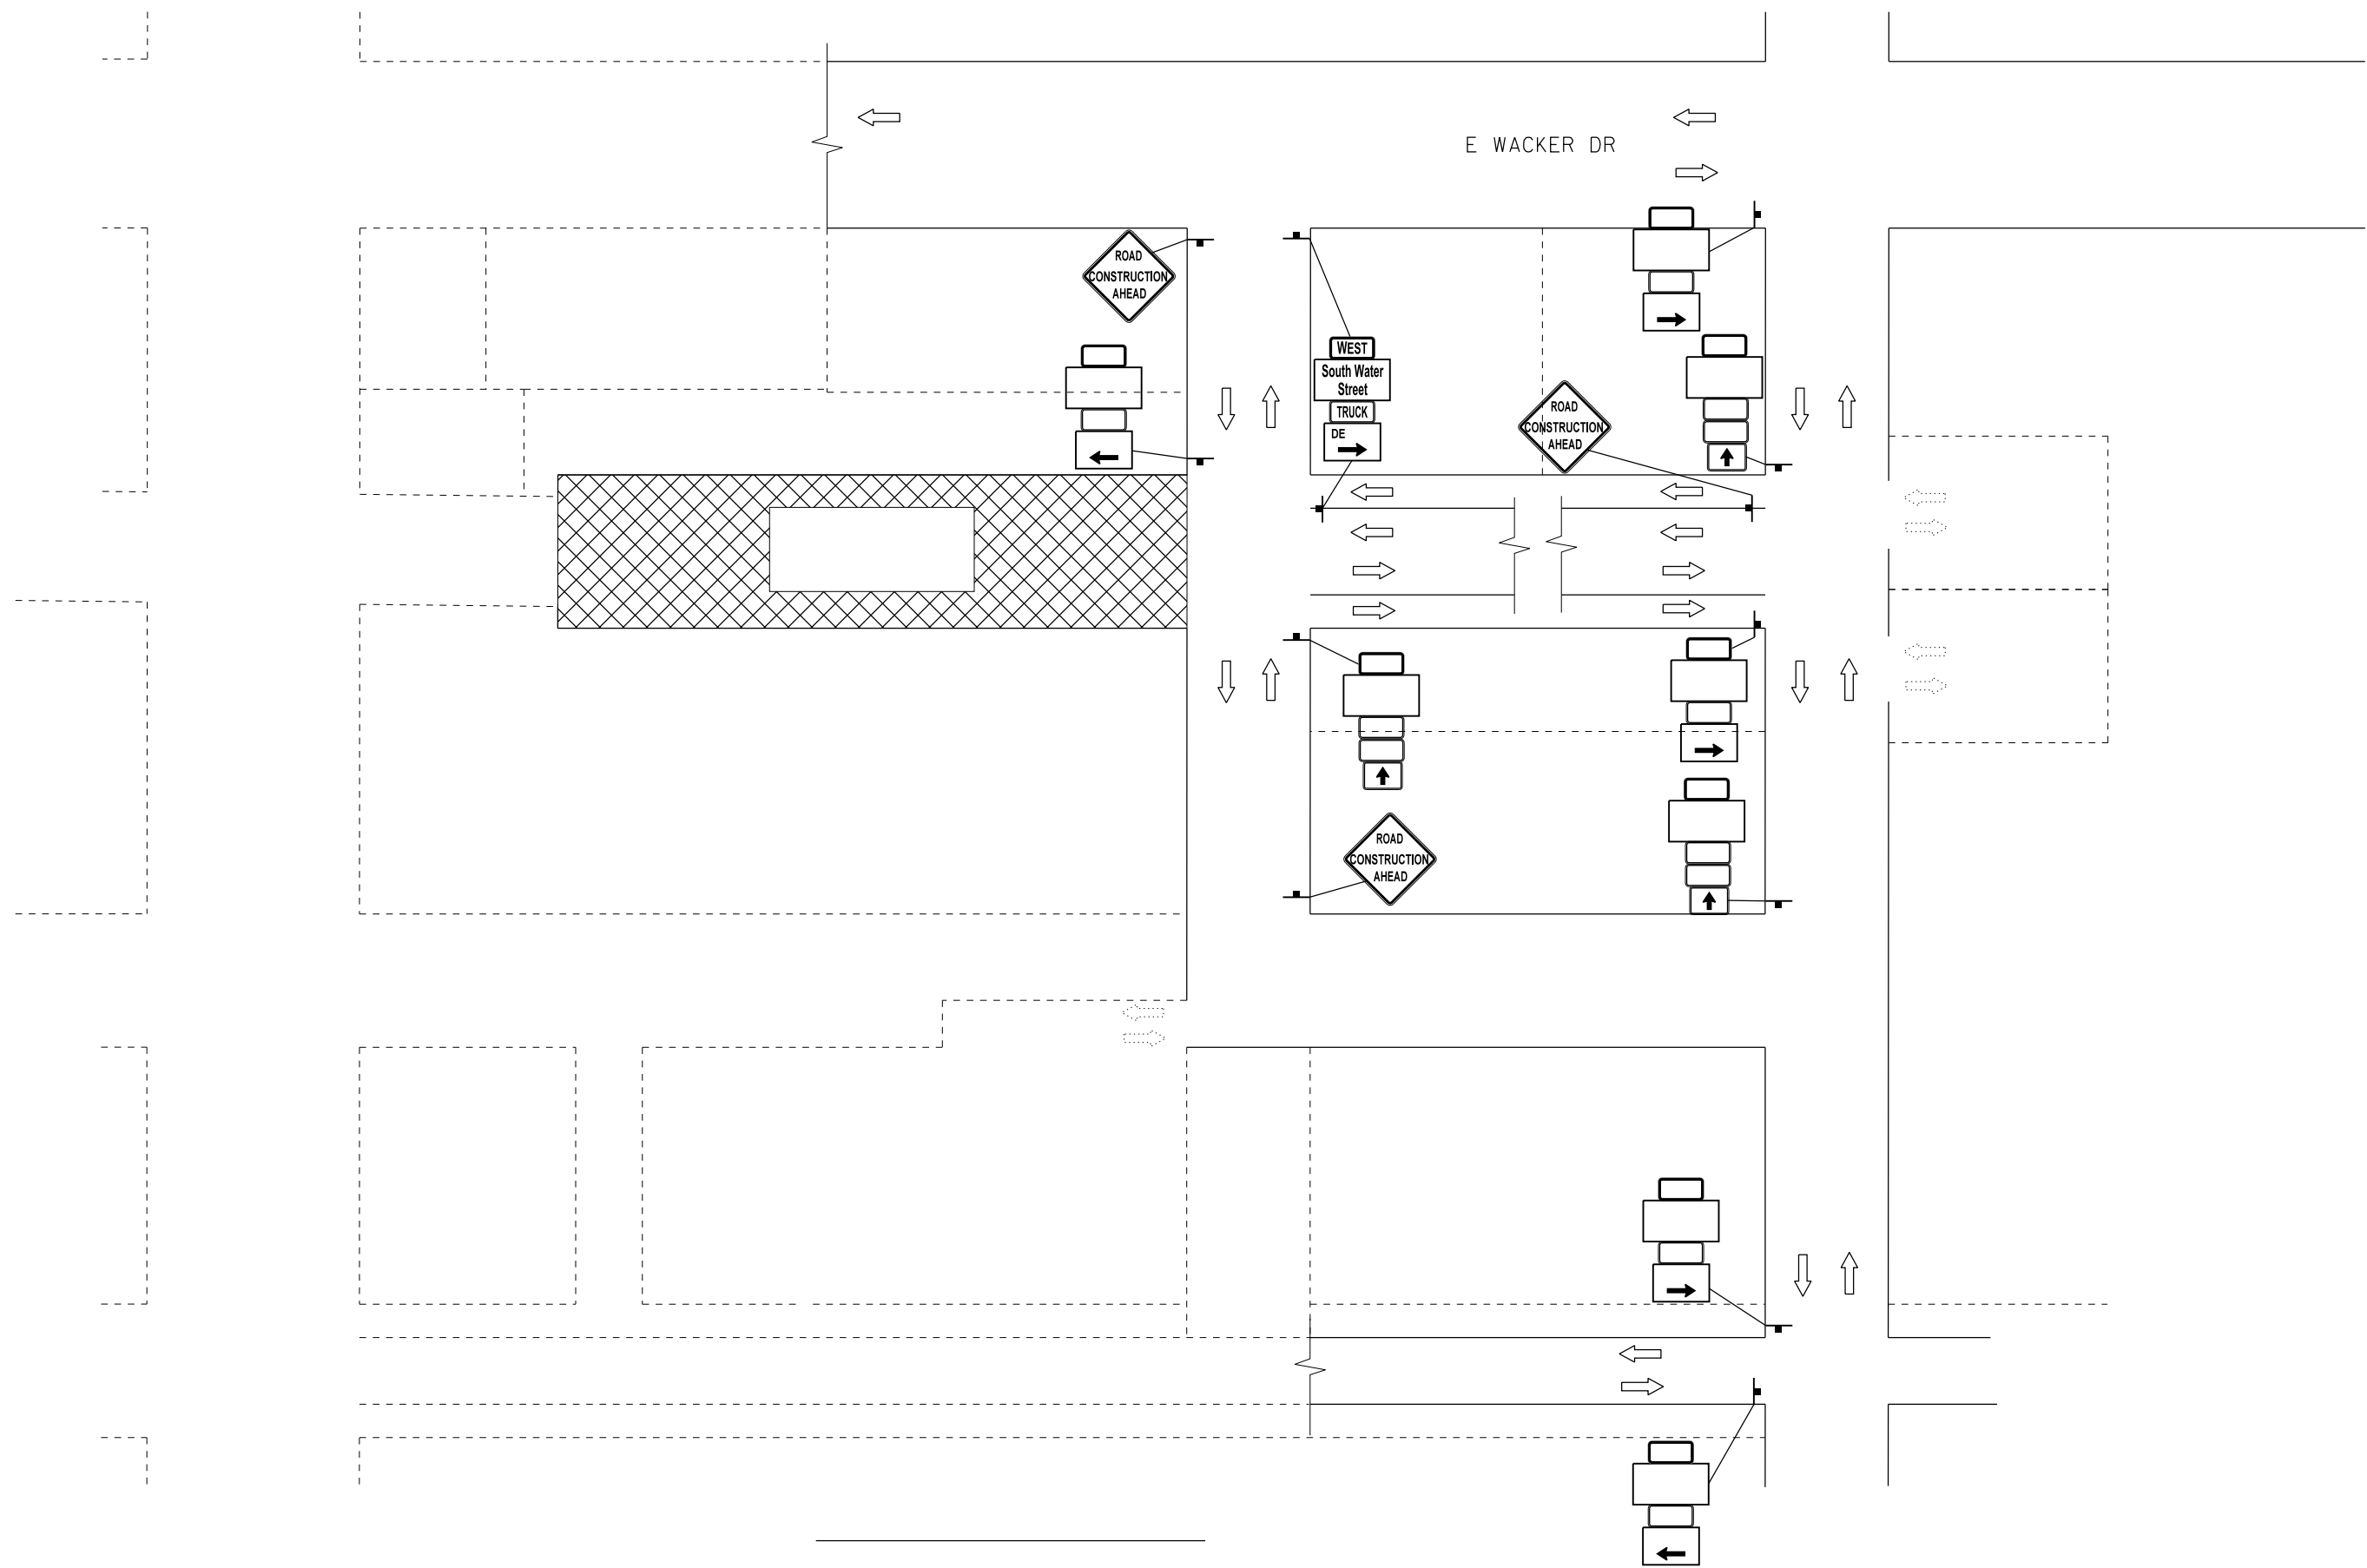 E WACKER DR
ROAD
CONSTRUCTION
AHEAD
WEST
South Water
Street
TRUCK
DE
ROAD
CONSTRUCTION
AHEAD
ROAD
CONSTRUCTION
AHEAD